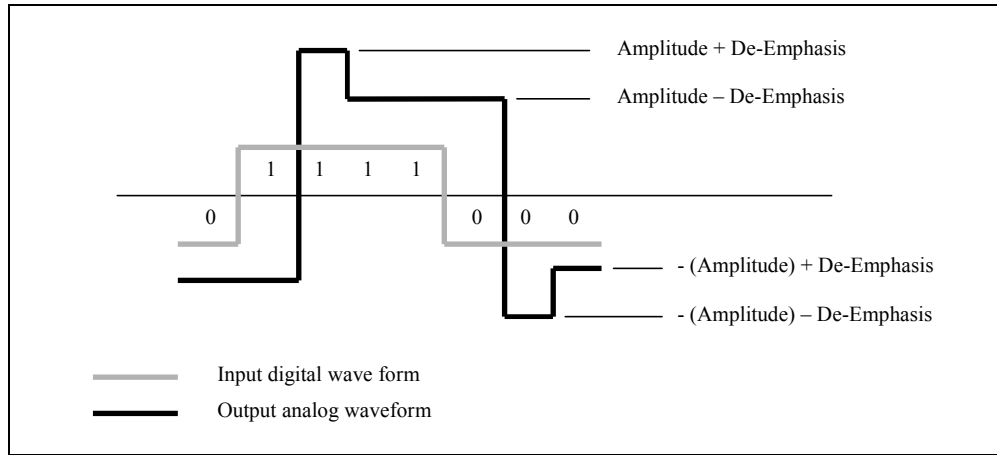 Amplitude + De-Emphasis
Amplitude – De-Emphasis
1 1 1 1
0 0 0 0
- (Amplitude) + De-Emphasis
- (Amplitude) – De-Emphasis
Input digital wave form
Output analog waveform